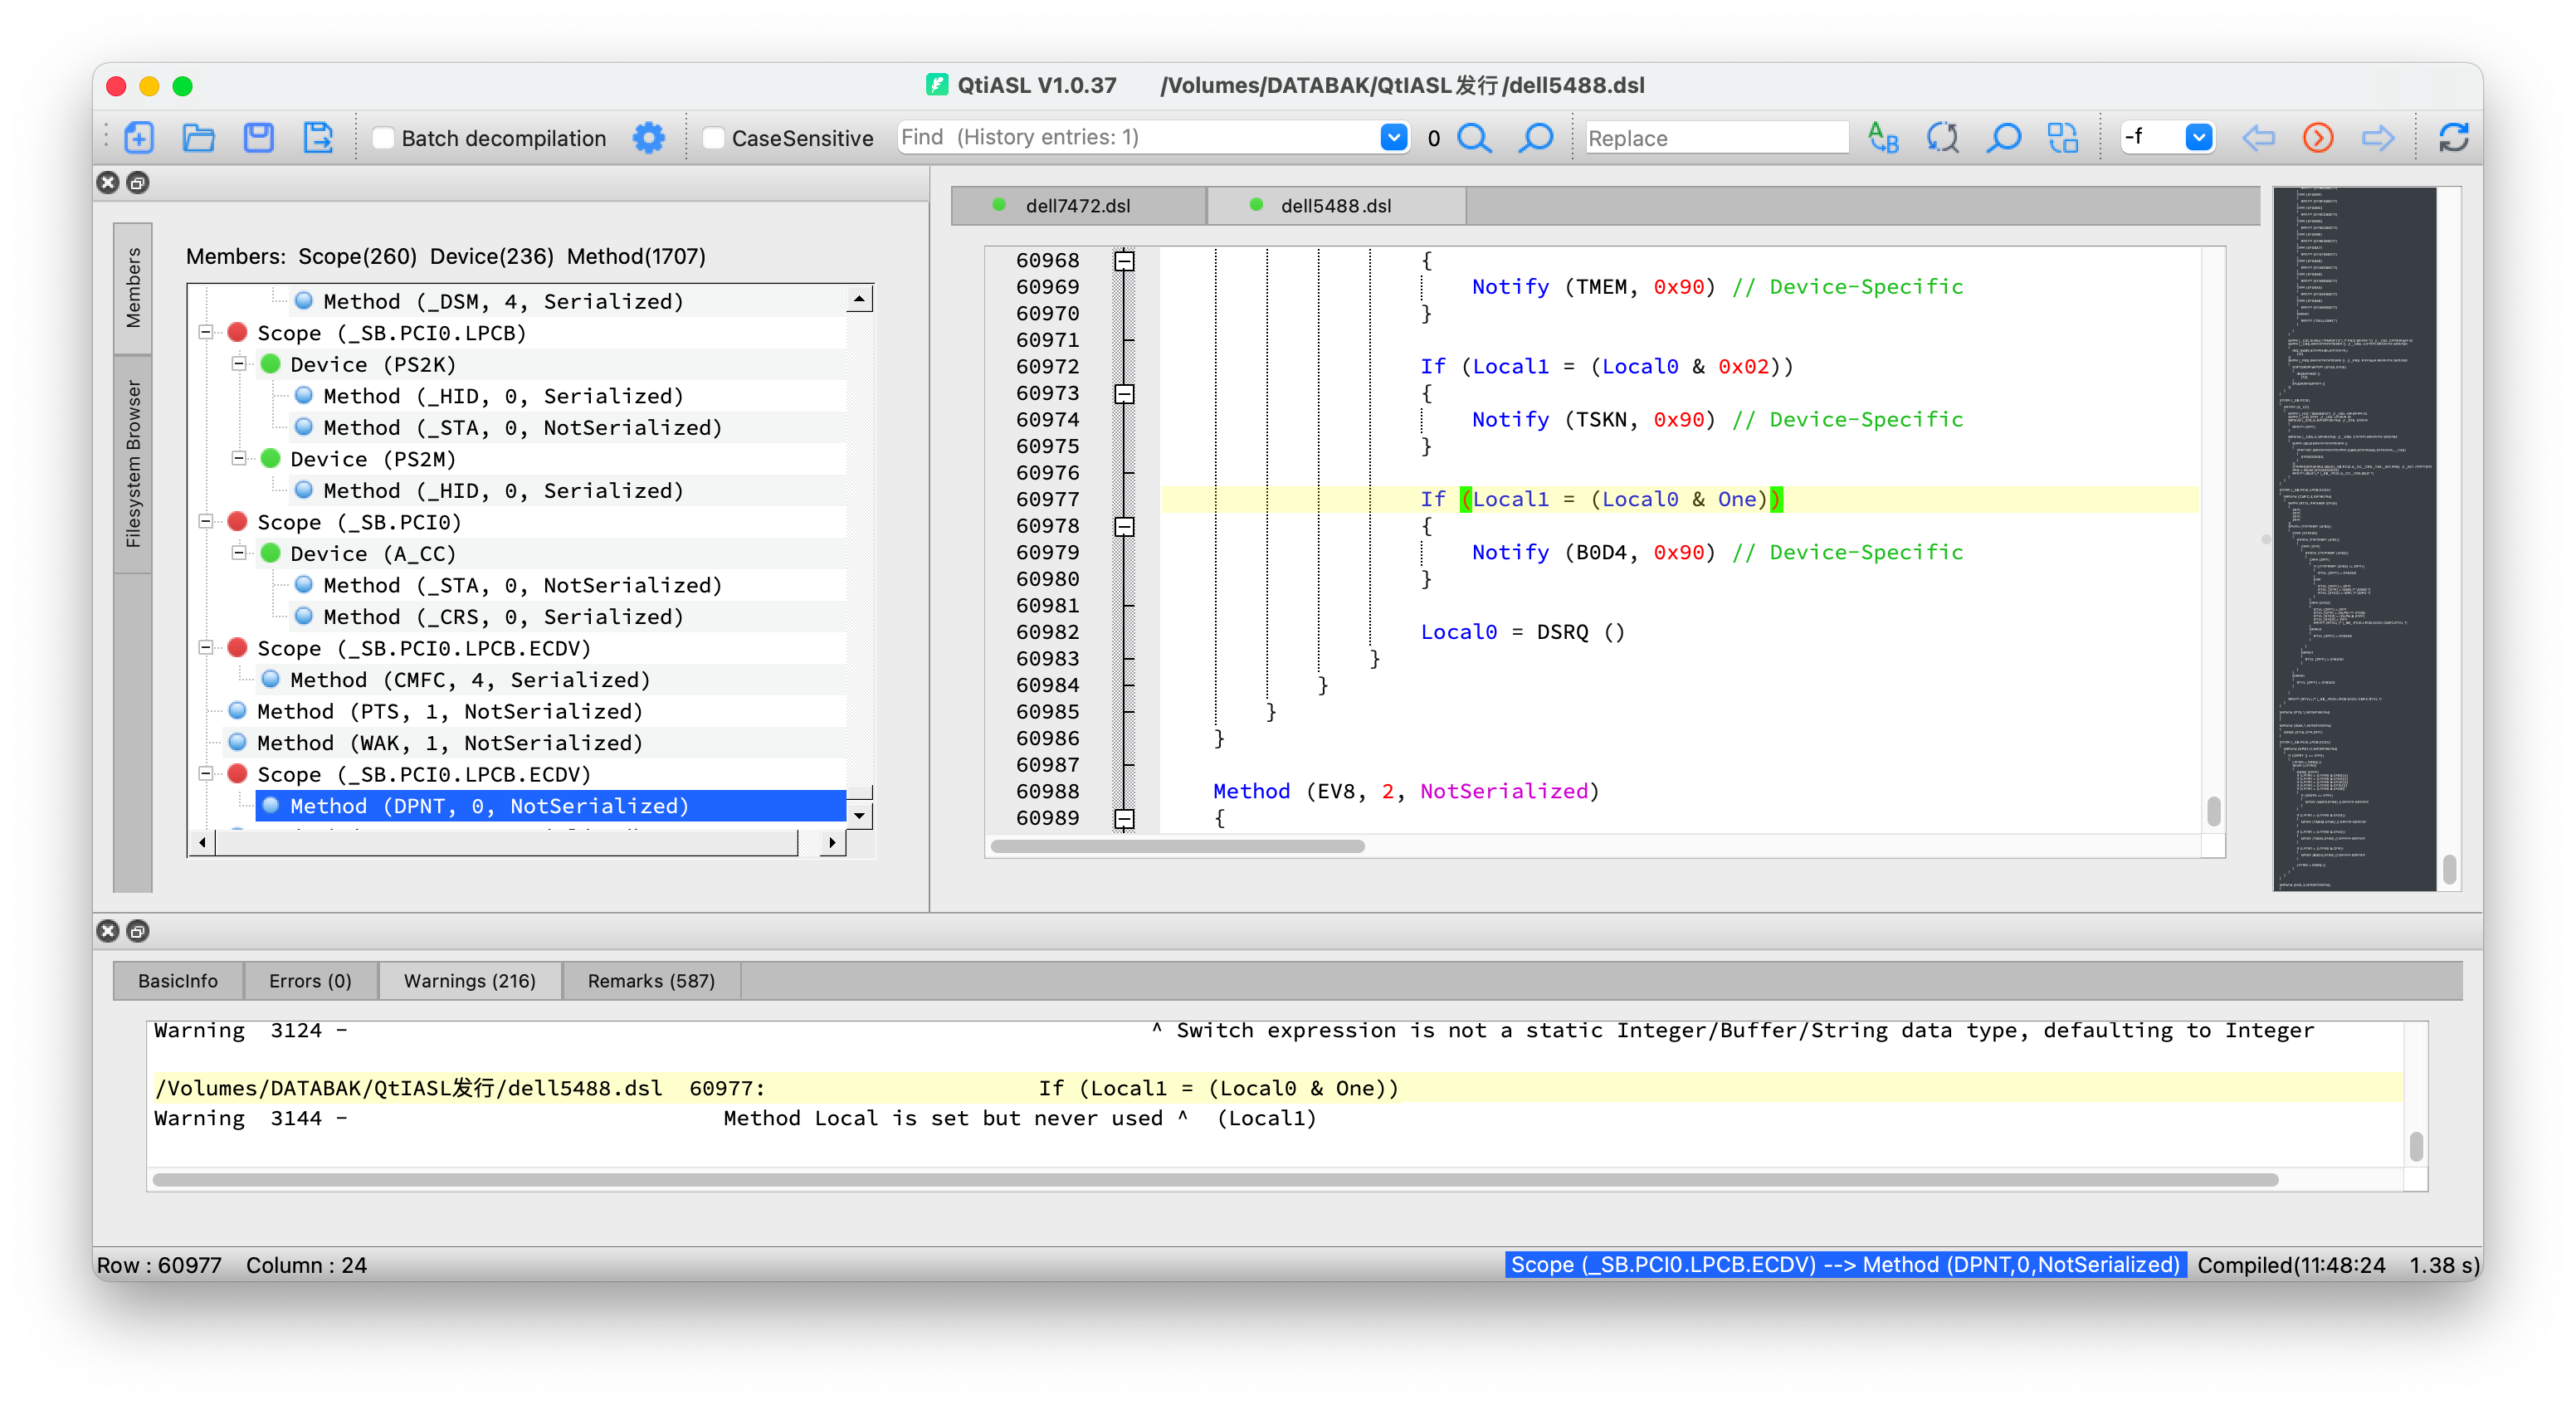 QtiASL V1.0.37 /Volumes/DATABAK/QtIASL发行/dell5488.dsl
Batch decompilation CaseSensitive Find (History entries: 1) 0 Replace -f
Members
Filesystem Browser
Members: Scope(260) Device(236) Method(1707)
Method (_DSM, 4, Serialized)
Scope (_SB.PCI0.LPCB)
Device (PS2K)
Method (_HID, 0, Serialized)
Method (_STA, 0, NotSerialized)
Device (PS2M)
Method (_HID, 0, Serialized)
Scope (_SB.PCI0)
Device (A_CC)
Method (_STA, 0, NotSerialized)
Method (_CRS, 0, Serialized)
Scope (_SB.PCI0.LPCB.ECDV)
Method (CMFC, 4, Serialized)
Method (PTS, 1, NotSerialized)
Method (WAK, 1, NotSerialized)
Scope (_SB.PCI0.LPCB.ECDV)
Method (DPNT, 0, NotSerialized)
dell7472.dsl dell5488.dsl
60968 {
60969 Notify (TMEM, 0x90) // Device-Specific
60970 }
60971
60972 If (Local1 = (Local0 & 0x02))
60973 {
60974 Notify (TSKN, 0x90) // Device-Specific
60975 }
60976
60977 If (Local1 = (Local0 & One))
60978 {
60979 Notify (B0D4, 0x90) // Device-Specific
60980 }
60981
60982 Local0 = DSRQ ()
60983 }
60984 }
60985 }
60986 }
60987
60988 Method (EV8, 2, NotSerialized)
60989 {
BasicInfo Errors (0) Warnings (216) Remarks (587)
Warning 3124 - ^ Switch expression is not a static Integer/Buffer/String data type, defaulting to Integer
/Volumes/DATABAK/QtIASL发行/dell5488.dsl 60977: If (Local1 = (Local0 & One))
Warning 3144 - Method Local is set but never used ^ (Local1)
Row : 60977 Column : 24 Scope (_SB.PCI0.LPCB.ECDV) --> Method (DPNT,0,NotSerialized) Compiled(11:48:24 1.38 s)